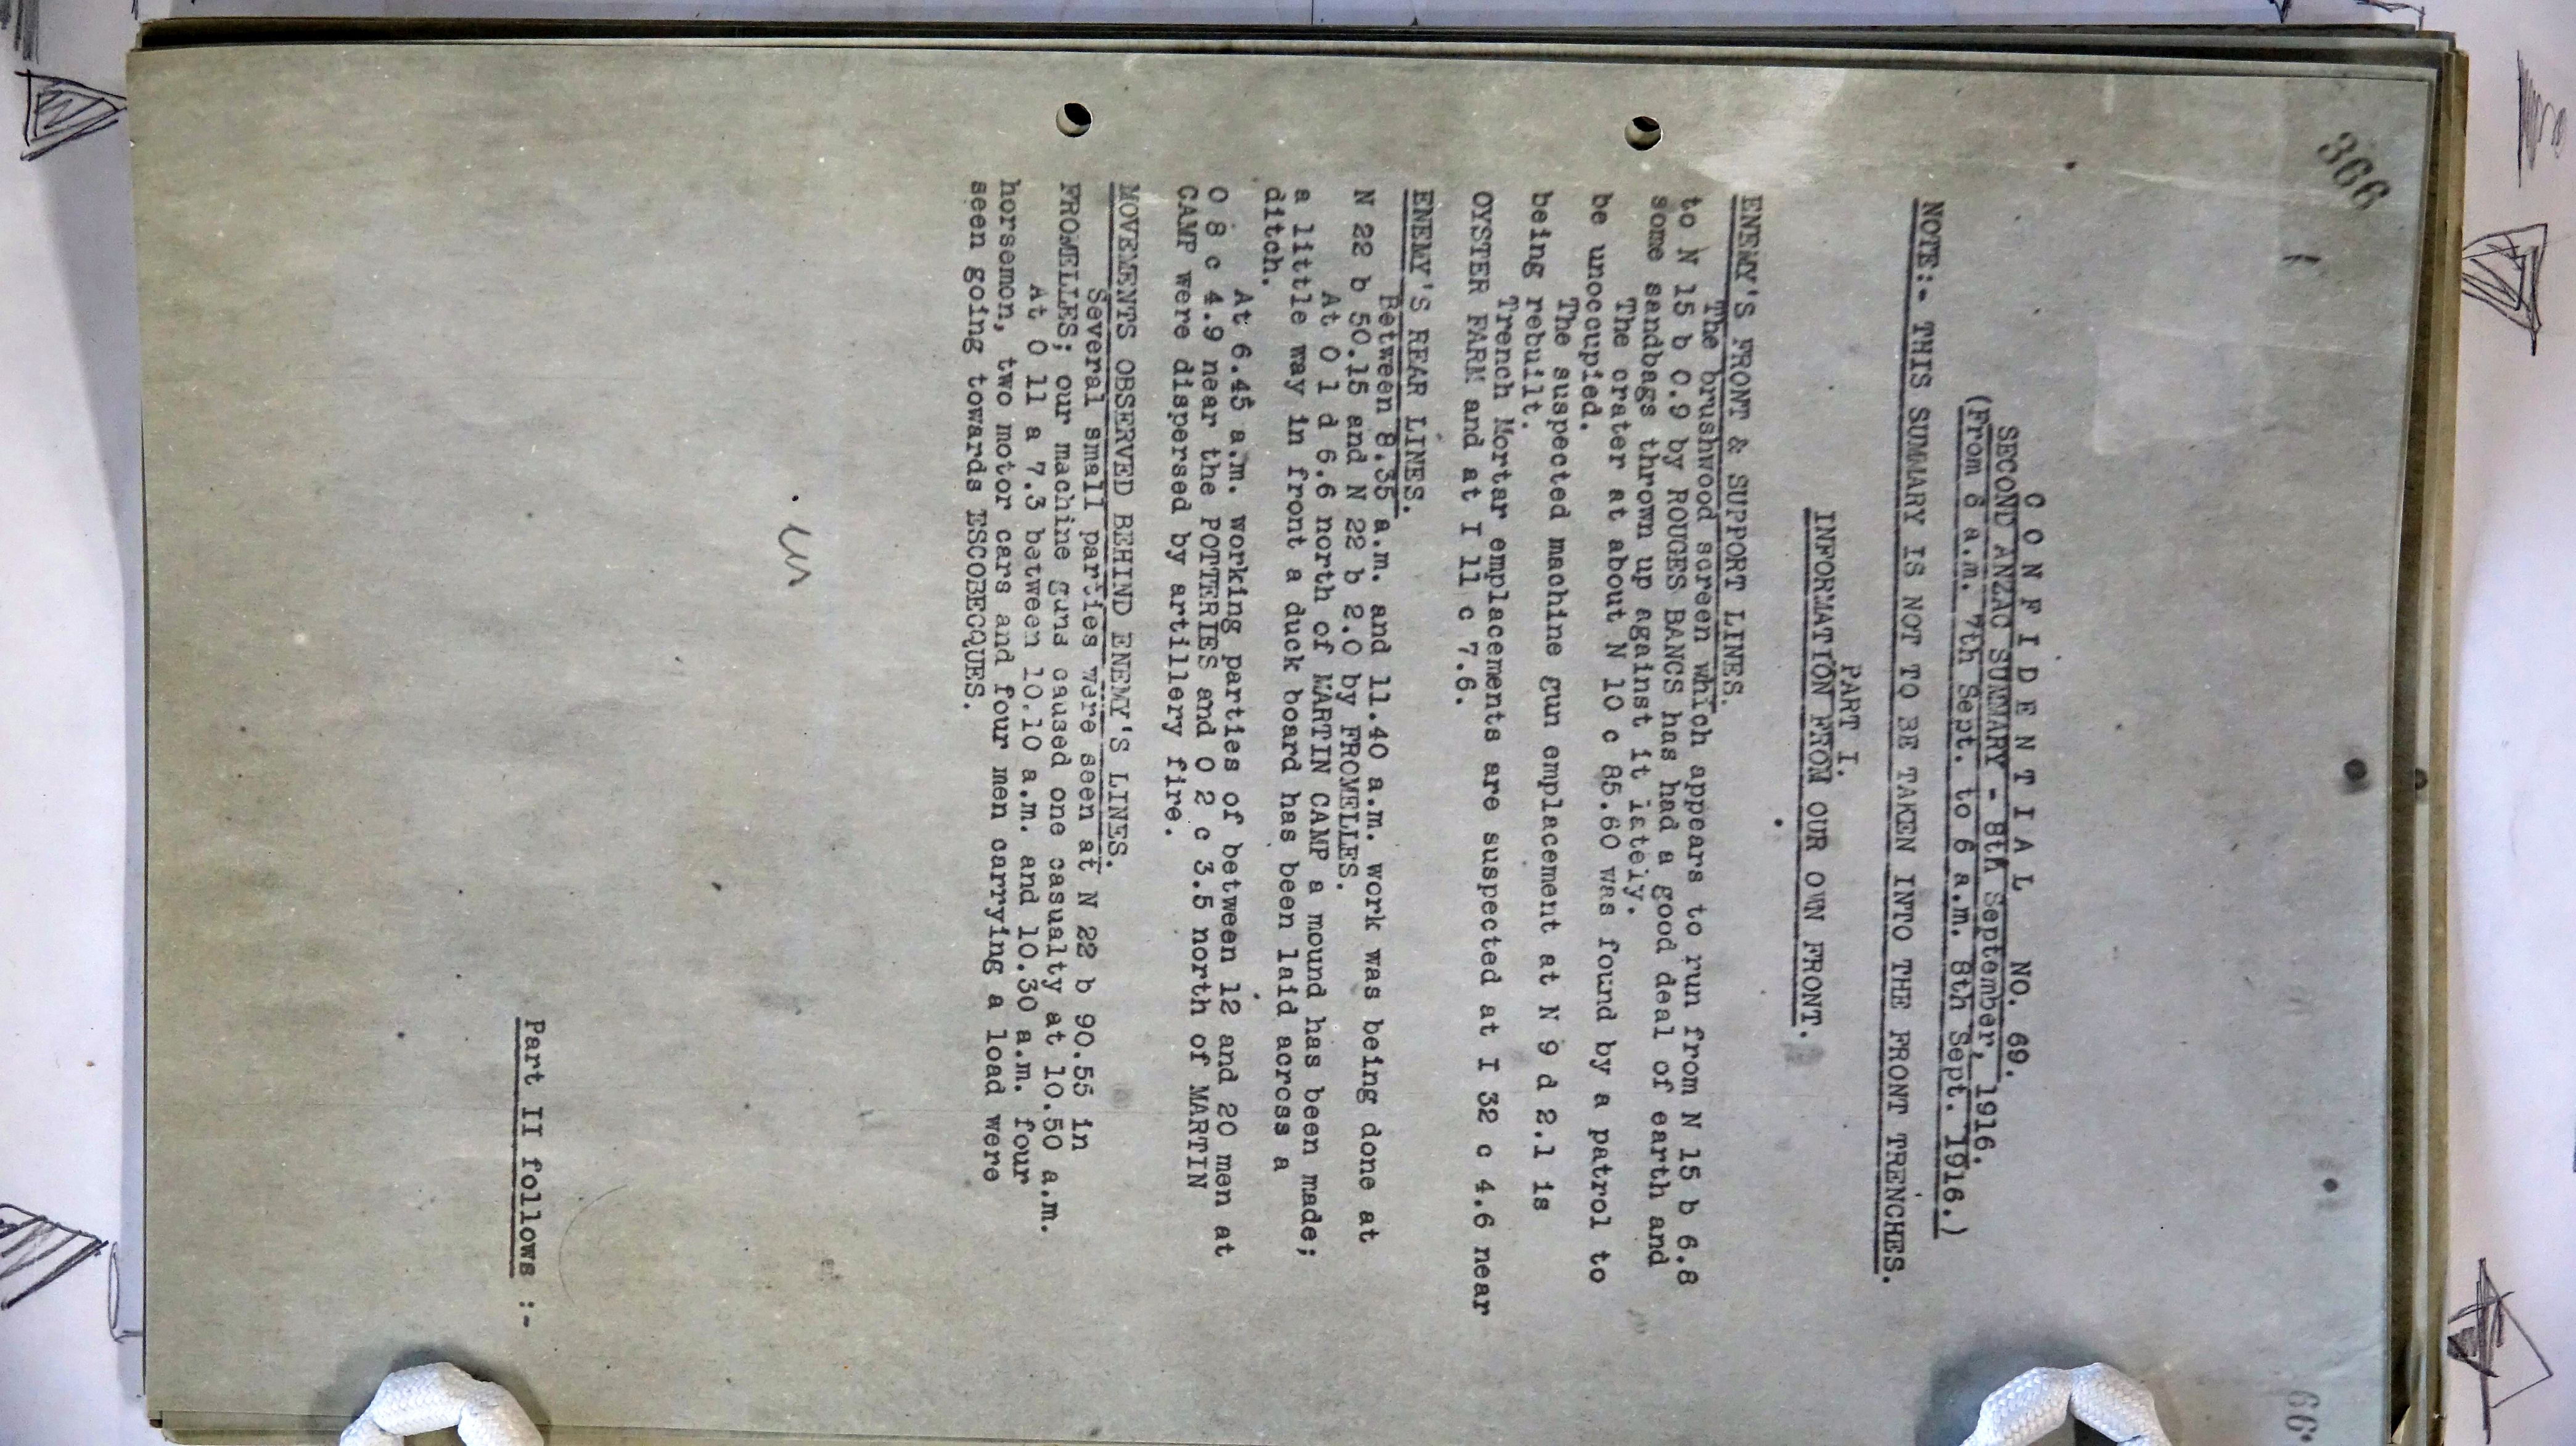 366
66.
C O N F I D E N T I A L   NO. 69.
SECOND ANZAC SUMMARY - 8th September, 1916.
(From 6 a.m. 7th Sept. to 6 a.m. 8th Sept. 1916.)
NOTE:- THIS SUMMARY IS NOT TO BE TAKEN INTO THE FRONT TRENCHES.
PART I.
INFORMATION FROM OUR OWN FRONT.
ENEMY'S FRONT & SUPPORT LINES.
The brushwood screen which appears to run from N 15 b 6.8
to N 15 b 0.9 by ROUGES BANCS has had a good deal of earth and
some sandbags thrown up against it lately.
The crater at about N 10 c 85.60 was found by a patrol to
be unoccupied.
The suspected machine gun emplacement at N 9 d 2.1 is
being rebuilt.
Trench Mortar emplacements are suspected at I 32 c 4.6 near
OYSTER FARM and at I 11 c 7.6.
ENEMY'S REAR LINES.
Between 8.35 a.m. and 11.40 a.m. work was being done at
N 22 b 50.15 and N 22 b 2.0 by FROMELLES.
At O 1 d 6.6 north of MARTIN CAMP a mound has been made;
a little way in front a duck board has been laid across a
ditch.
At 6.45 a.m. working parties of between 12 and 20 men at
O 8 c 4.9 near the POTTERIES and O 2 c 3.5 north of MARTIN
CAMP were dispersed by artillery fire.
MOVEMENTS OBSERVED BEHIND ENEMY'S LINES.
Several small parties were seen at N 22 b 90.55 in
FROMELLES; our machine guns caused one casualty at 10.50 a.m.
At O 11 a 7.3 between 10.10 a.m. and 10.30 a.m. four
horsemon, two motor cars and four men carrying a load were
seen going towards ESCOBECQUES.
Part II follows :-